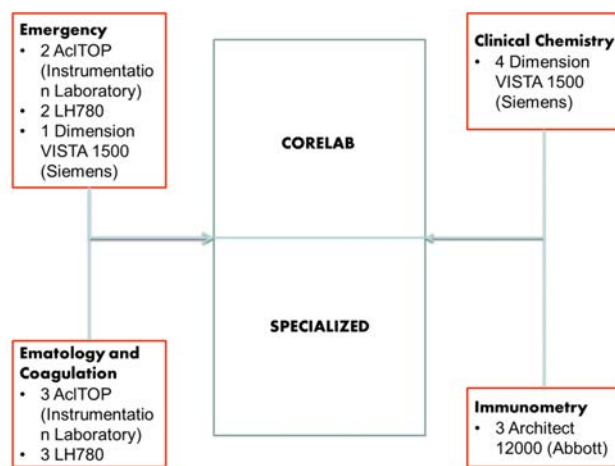 Emergency
• 2 AclTOP
(Instrumentatio
n Laboratory)
• 2 LH780
• 1 Dimension
VISTA 1500
(Siemens)
CORELAB
SPECIALIZED
Clinical Chemistry
• 4 Dimension
VISTA 1500
(Siemens)
Ematology and
Coagulation
• 3 AclTOP
(Instrumentatio
n Laboratory)
• 3 LH780
Immunometry
• 3 Architect
12000 (Abbott)